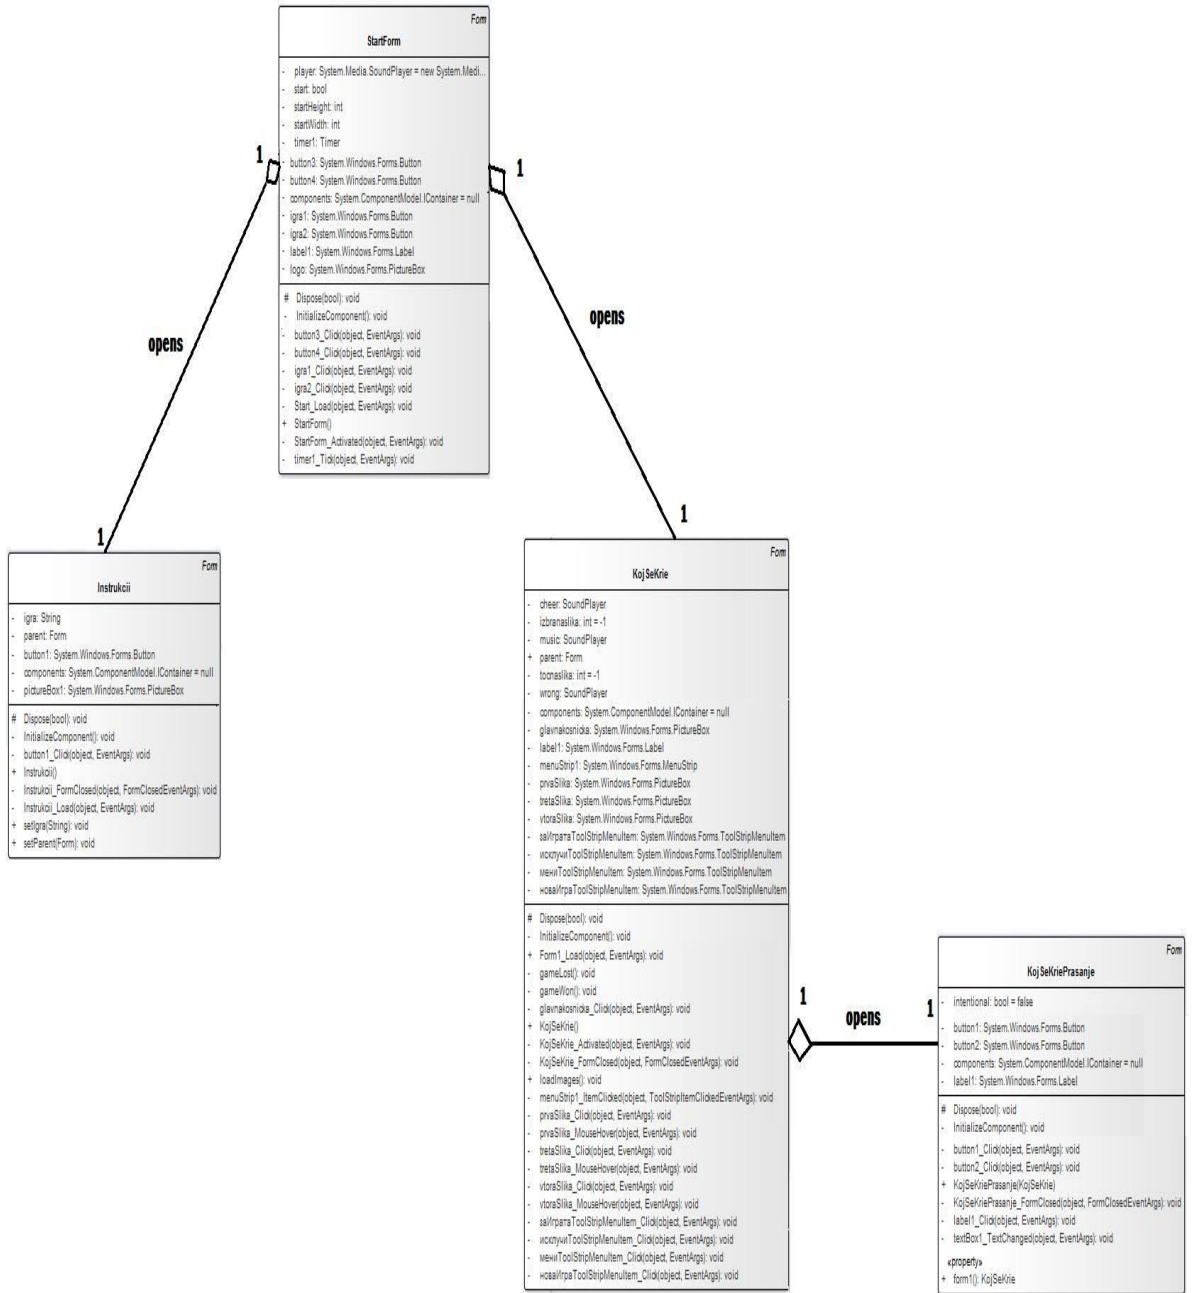 Form
StartForm
- player: System.Media.SoundPlayer = new System.Medi...
- start: bool
- startHeight: int
- startWidth: int
- timer1: Timer
- button3: System.Windows.Forms.Button
- button4: System.Windows.Forms.Button
- components: System.ComponentModel.IContainer = null
- igra1: System.Windows.Forms.Button
- igra2: System.Windows.Forms.Button
- label1: System.Windows.Forms.Label
- logo: System.Windows.Forms.PictureBox
# Dispose(bool): void
- InitializeComponent(): void
- button3_Click(object, EventArgs): void
- button4_Click(object, EventArgs): void
- igra1_Click(object, EventArgs): void
- igra2_Click(object, EventArgs): void
- Start_Load(object, EventArgs): void
+ StartForm()
- StartForm_Activated(object, EventArgs): void
- timer1_Tick(object, EventArgs): void
1
1
opens
opens
1
1
Form
Instrukcii
- igra: String
- parent: Form
- button1: System.Windows.Forms.Button
- components: System.ComponentModel.IContainer = null
- pictureBox1: System.Windows.Forms.PictureBox
# Dispose(bool): void
- InitializeComponent(): void
- button1_Click(object, EventArgs): void
+ Instrukcii()
- Instrukcii_FormClosed(object, FormClosedEventArgs): void
- Instrukcii_Load(object, EventArgs): void
+ setIgra(String): void
+ setParent(Form): void
Form
KojSeKrie
- cheer: SoundPlayer
- izbranaslika: int = -1
- music: SoundPlayer
+ parent: Form
- tocnaslika: int = -1
- wrong: SoundPlayer
- components: System.ComponentModel.IContainer = null
- glavnakosnicka: System.Windows.Forms.PictureBox
- label1: System.Windows.Forms.Label
- menuStrip1: System.Windows.Forms.MenuStrip
- prvaSlika: System.Windows.Forms.PictureBox
- tretaSlika: System.Windows.Forms.PictureBox
- vtoraSlika: System.Windows.Forms.PictureBox
- заИгратаToolStripMenuItem: System.Windows.Forms.ToolStripMenuItem
- исклучиToolStripMenuItem: System.Windows.Forms.ToolStripMenuItem
- мениToolStripMenuItem: System.Windows.Forms.ToolStripMenuItem
- новаИграToolStripMenuItem: System.Windows.Forms.ToolStripMenuItem
# Dispose(bool): void
- InitializeComponent(): void
+ Form1_Load(object, EventArgs): void
- gameLost(): void
- gameWon(): void
- glavnakosnicka_Click(object, EventArgs): void
+ KojSeKrie()
- KojSeKrie_Activated(object, EventArgs): void
- KojSeKrie_FormClosed(object, FormClosedEventArgs): void
+ loadImages(): void
- menuStrip1_ItemClicked(object, ToolStripItemClickedEventArgs): void
- prvaSlika_Click(object, EventArgs): void
- prvaSlika_MouseHover(object, EventArgs): void
- tretaSlika_Click(object, EventArgs): void
- tretaSlika_MouseHover(object, EventArgs): void
- vtoraSlika_Click(object, EventArgs): void
- vtoraSlika_MouseHover(object, EventArgs): void
- заИгратаToolStripMenuItem_Click(object, EventArgs): void
- исклучиToolStripMenuItem_Click(object, EventArgs): void
- мениToolStripMenuItem_Click(object, EventArgs): void
- новаИграToolStripMenuItem_Click(object, EventArgs): void
1
opens
1
Form
KojSeKriePrasanje
- intentional: bool = false
- button1: System.Windows.Forms.Button
- button2: System.Windows.Forms.Button
- components: System.ComponentModel.IContainer = null
- label1: System.Windows.Forms.Label
# Dispose(bool): void
- InitializeComponent(): void
- button1_Click(object, EventArgs): void
- button2_Click(object, EventArgs): void
+ KojSeKriePrasanje(KojSeKrie)
- KojSeKriePrasanje_FormClosed(object, FormClosedEventArgs): void
- label1_Click(object, EventArgs): void
- textBox1_TextChanged(object, EventArgs): void
«property»
+ form1(): KojSeKrie